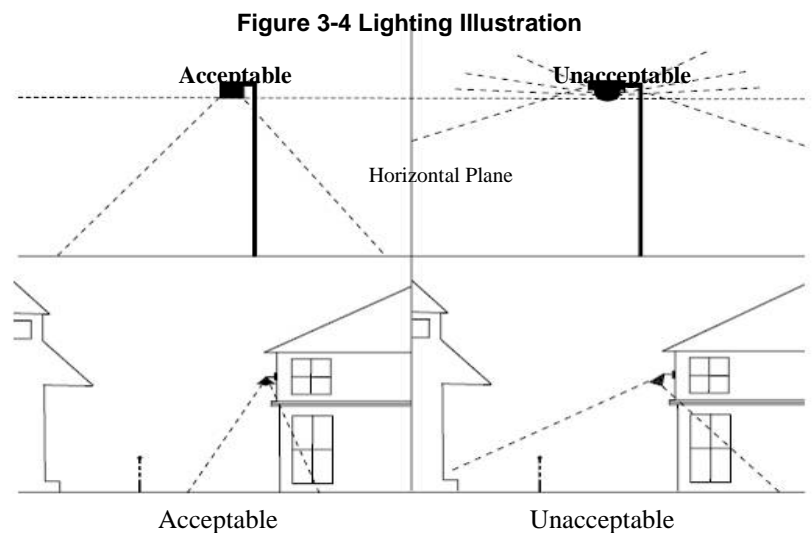 Figure 3-4 Lighting Illustration
Acceptable
Unacceptable
Horizontal Plane
Acceptable
Unacceptable